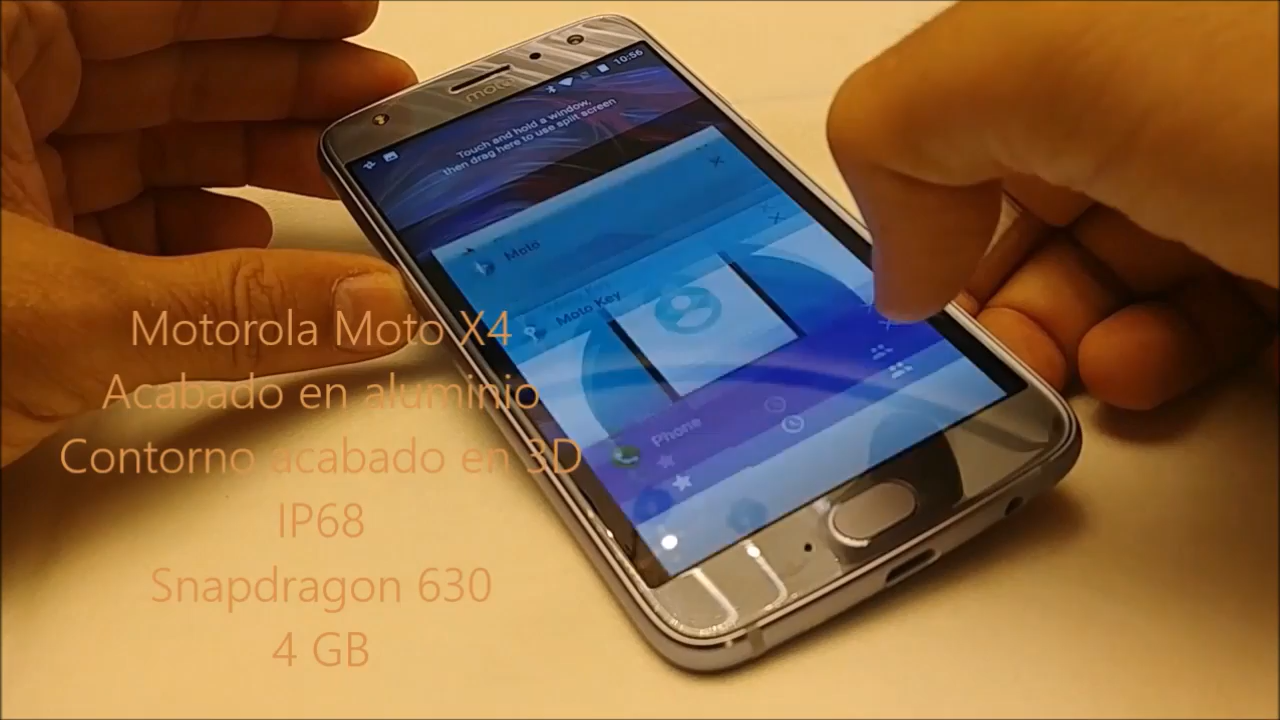 10:56
moto
Touch and hold a window,
then drag here to use split screen
Moto
Moto Key
Phone
Motorola Moto X4
Acabado en aluminio
Contorno acabado en 3D
IP68
Snapdragon 630
4 GB